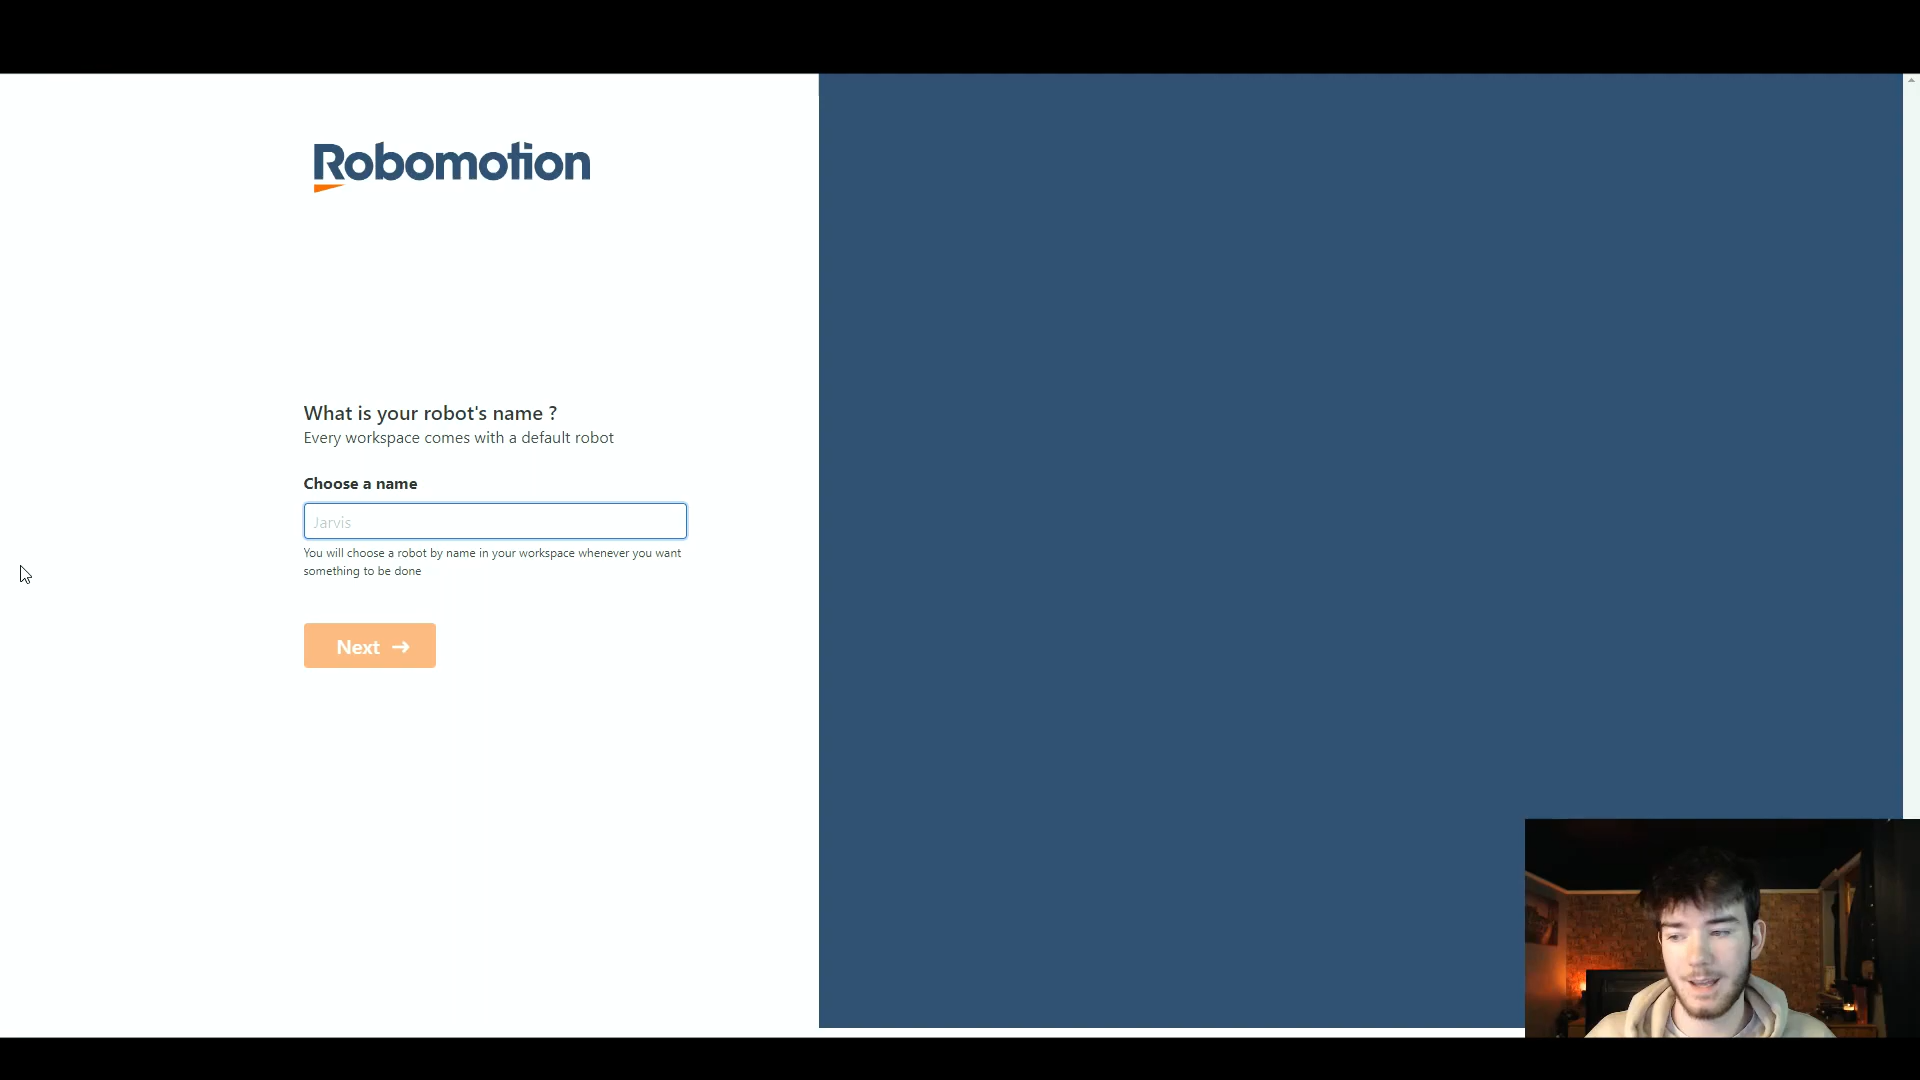 Robomotion
What is your robot's name ?
Every workspace comes with a default robot
Choose a name
Jarvis
You will choose a robot by name in your workspace whenever you want
something to be done
Next